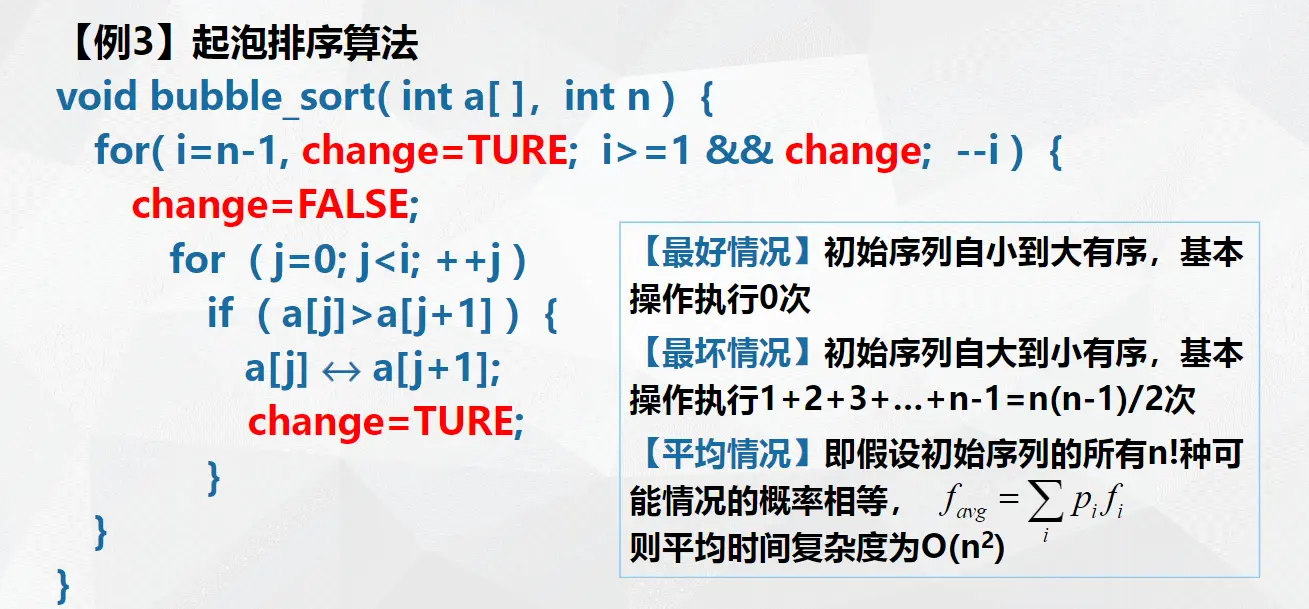 【例3】起泡排序算法
void bubble_sort( int a[ ]，int n ) {
for( i=n-1, change=TURE; i>=1 && change; --i ) {
change=FALSE;
for ( j=0; j<i; ++j )
if ( a[j]>a[j+1] ) {
a[j] ↔ a[j+1];
change=TURE;
}
}
}
【最好情况】初始序列自小到大有序，基本
操作执行0次
【最坏情况】初始序列自大到小有序，基本
操作执行1+2+3+…+n-1=n(n-1)/2次
【平均情况】即假设初始序列的所有n!种可
能情况的概率相等， f_avg = ∑_i p_i f_i
则平均时间复杂度为O(n²)